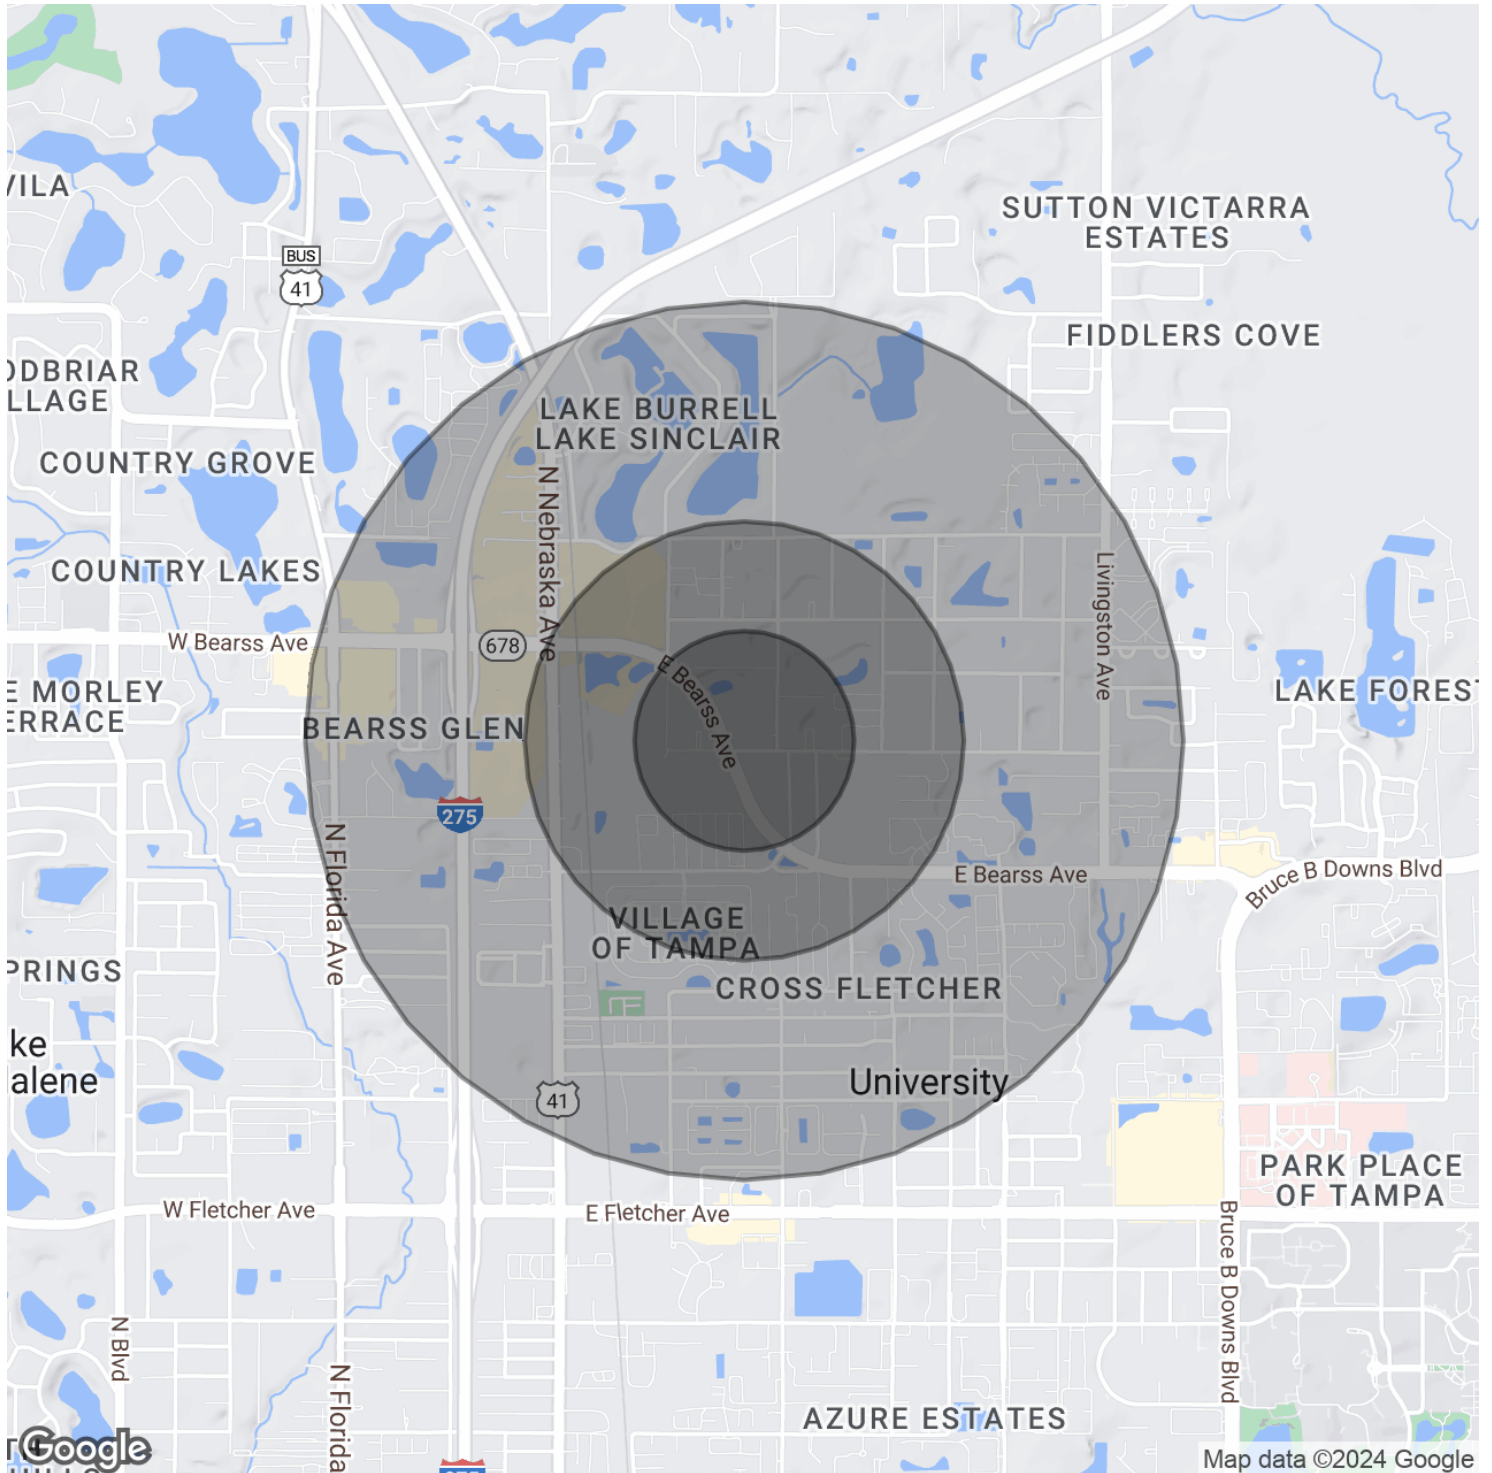 VILA
SUTTON VICTARRA
ESTATES
BUS
41
FIDDLERS COVE
ODBRIAR
LLAGE
LAKE BURRELL
LAKE SINCLAIR
COUNTRY GROVE
N Nebraska Ave
COUNTRY LAKES
Livingston Ave
W Bearss Ave
678
E Bearss Ave
E MORLEY
ERRACE
LAKE FOREST
BEARSS GLEN
275
N Florida Ave
E Bearss Ave
Bruce B Downs Blvd
VILLAGE
OF TAMPA
PRINGS
CROSS FLETCHER
ke
alene
University
41
PARK PLACE
OF TAMPA
W Fletcher Ave
E Fletcher Ave
Bruce B Downs Blvd
N Blvd
N Florida
AZURE ESTATES
Google
Map data ©2024 Google